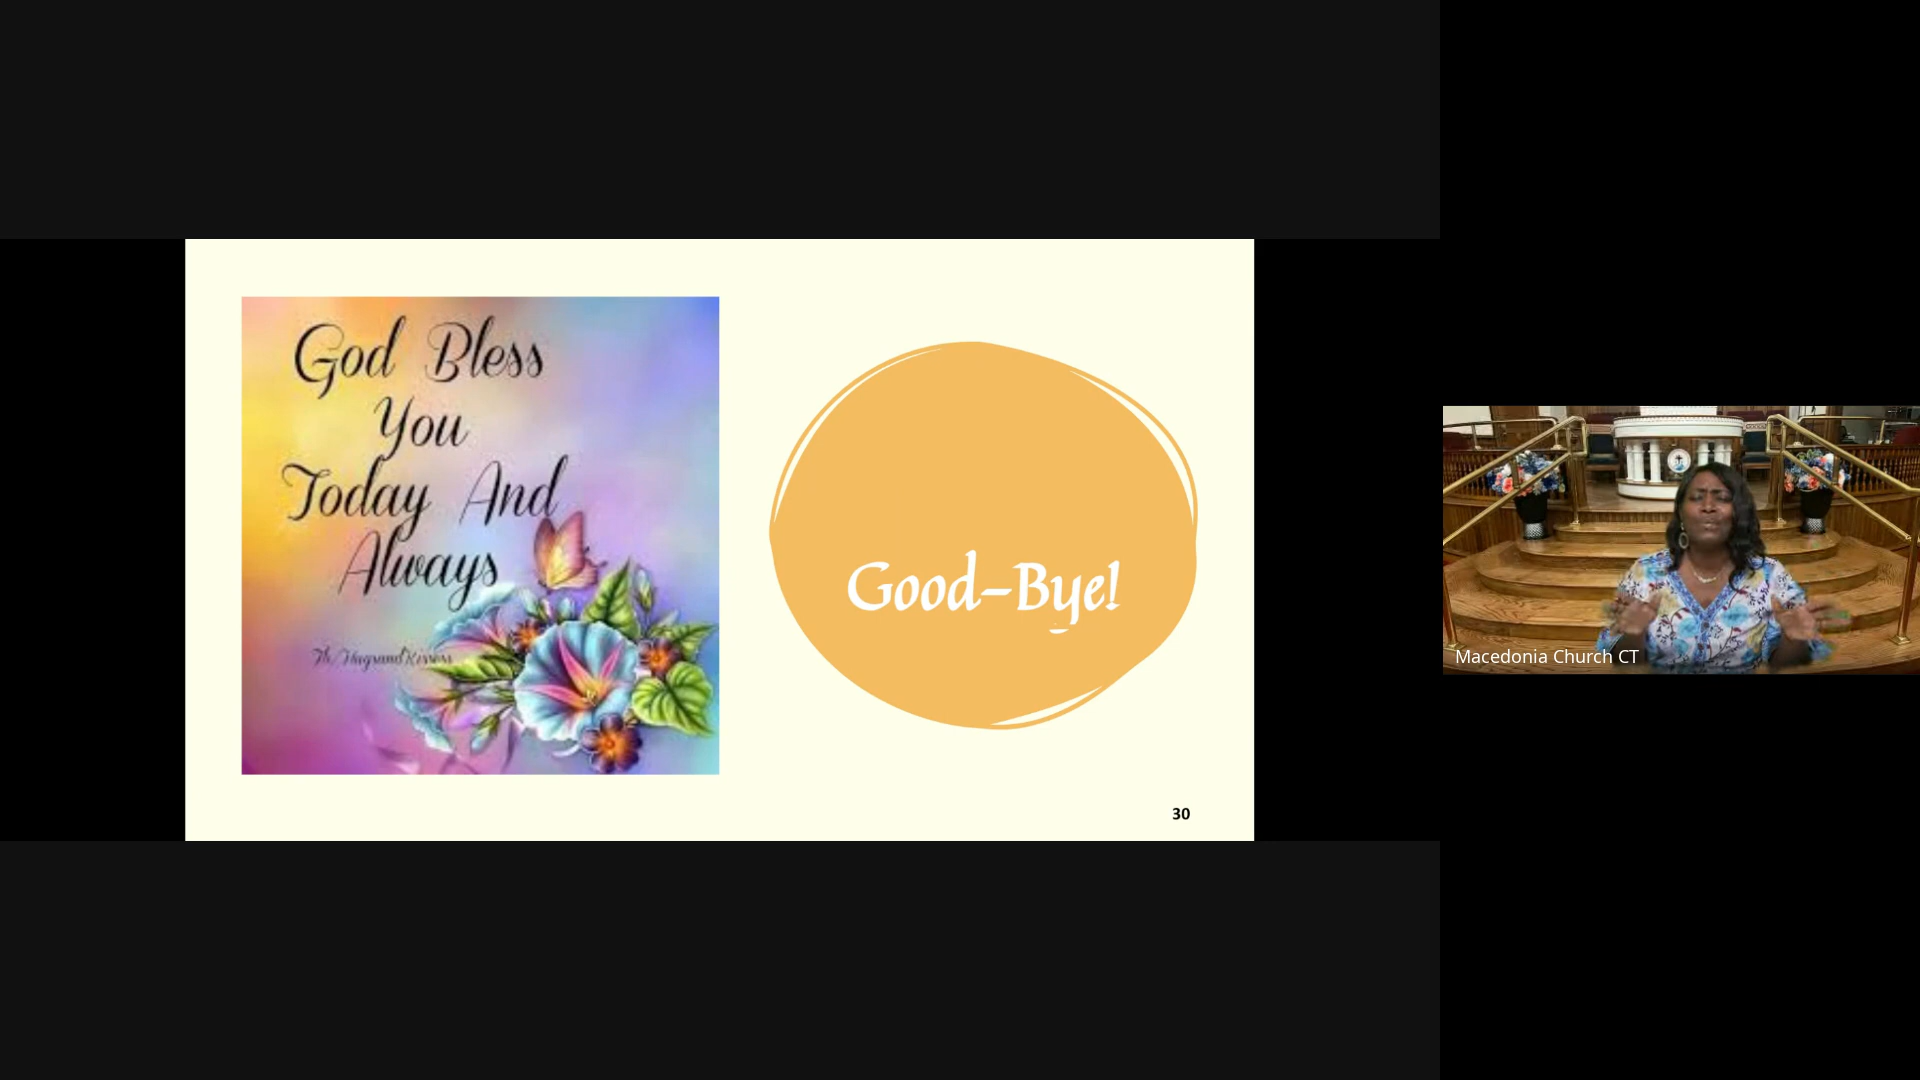 God Bless
You
Today And
Always
Good-Bye!
30
Macedonia Church CT